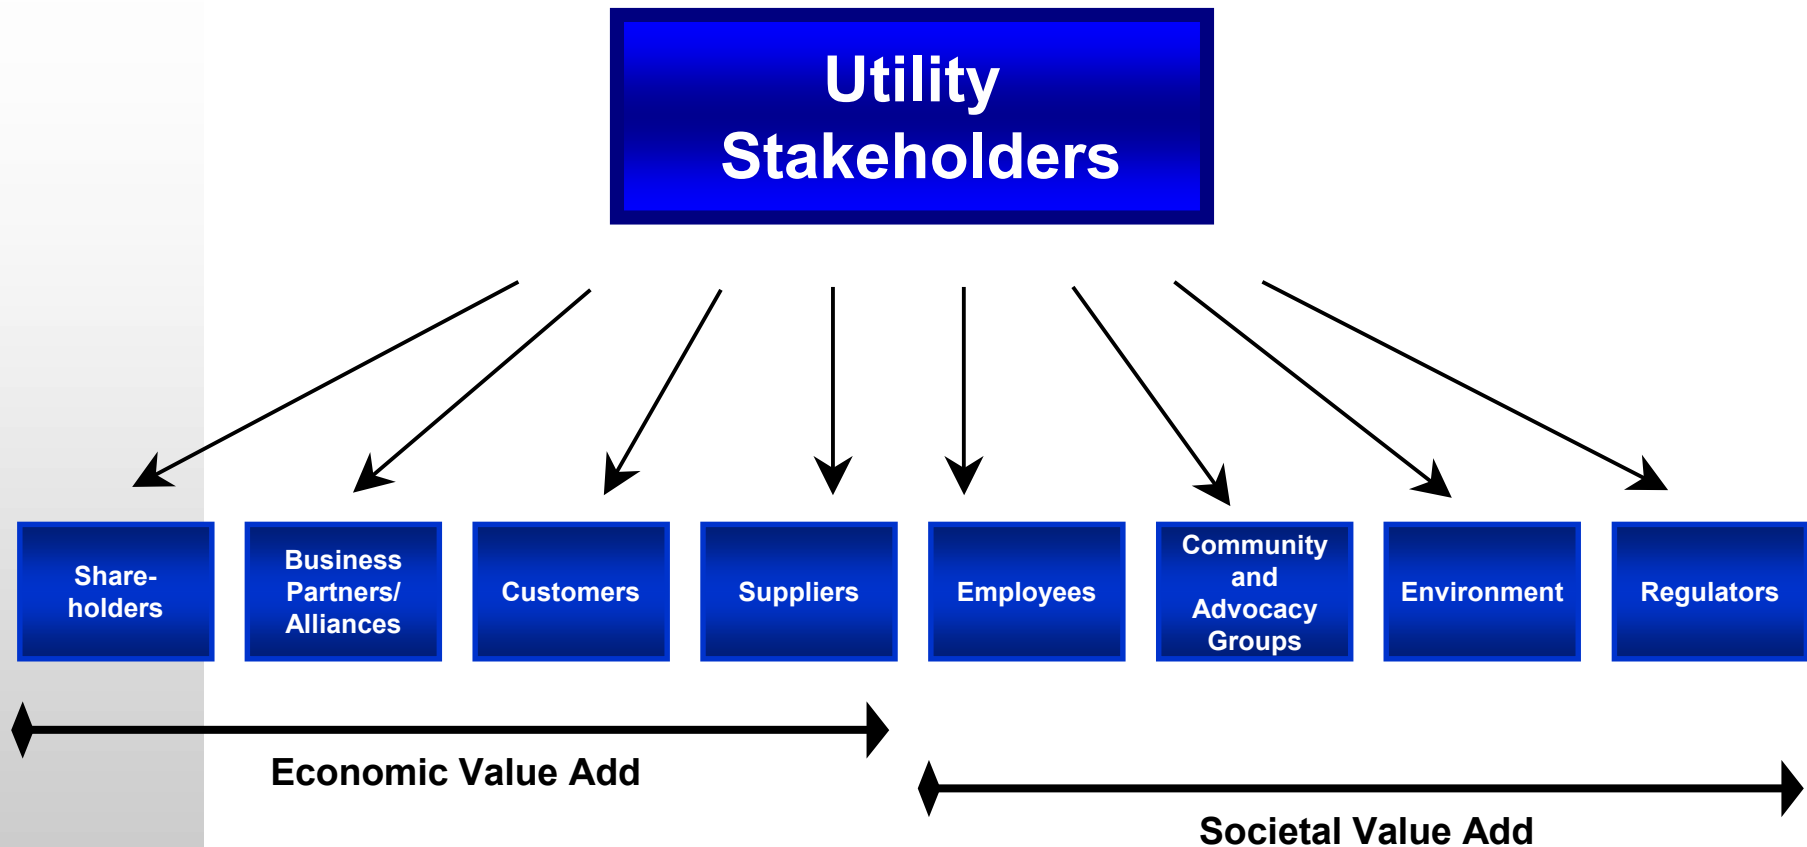 Utility
Stakeholders
Share-
holders
Business
Partners/
Alliances
Customers
Suppliers
Employees
Community
and
Advocacy
Groups
Environment
Regulators
Economic Value Add
Societal Value Add